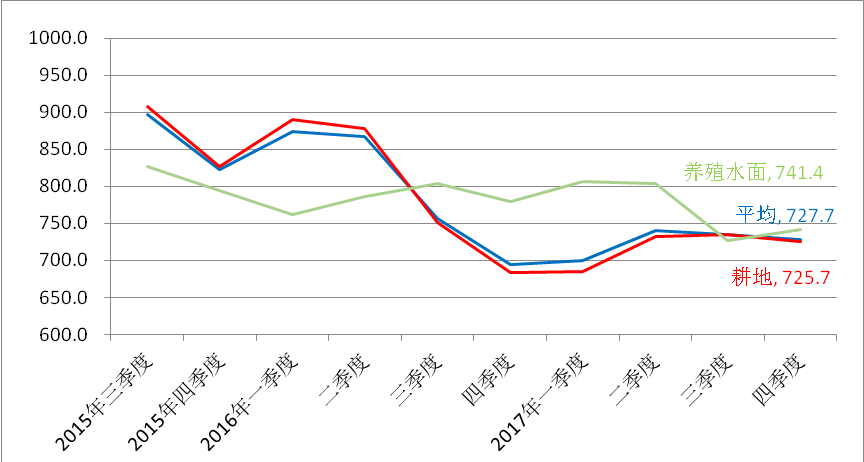 1000.0
950.0
900.0
850.0
800.0
750.0
700.0
650.0
600.0
养殖水面, 741.4
平均, 727.7
耕地, 725.7
2015年三季度
2015年四季度
2016年一季度
二季度
三季度
四季度
2017年一季度
二季度
三季度
四季度